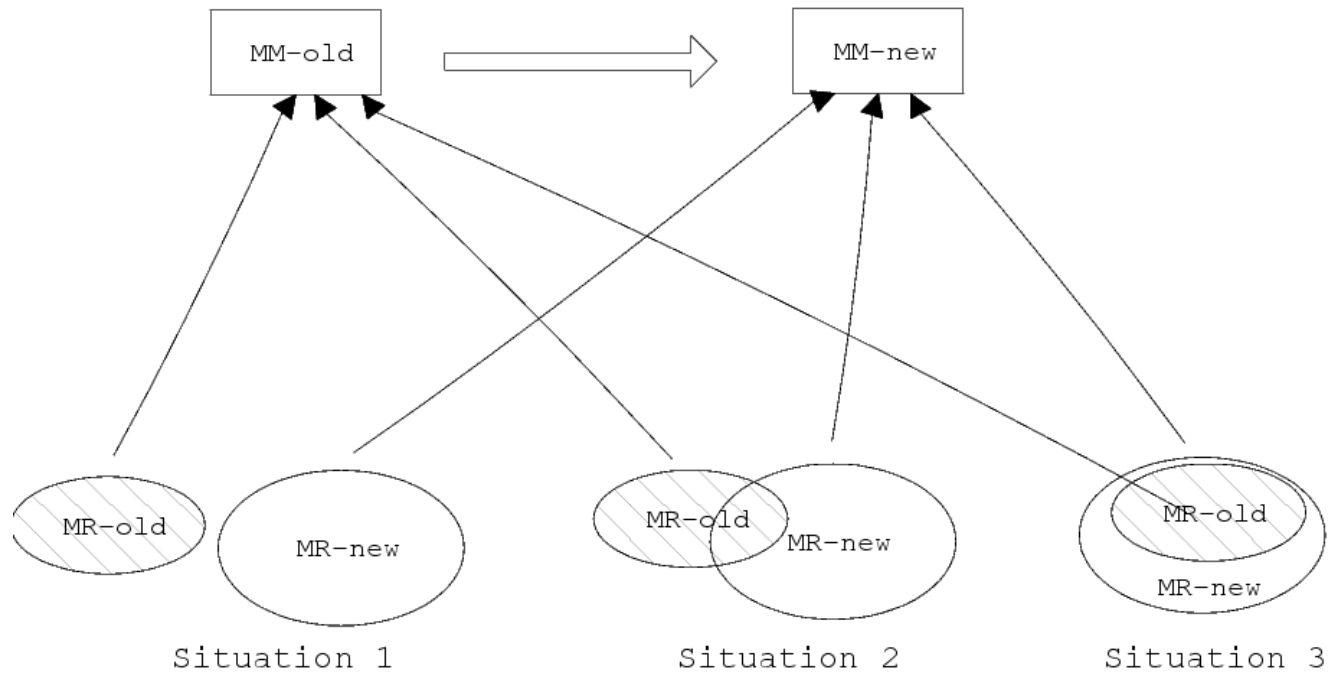 MM-old
MM-new
MR-old
MR-new
MR-old
MR-new
MR-old
MR-new
Situation 1
Situation 2
Situation 3